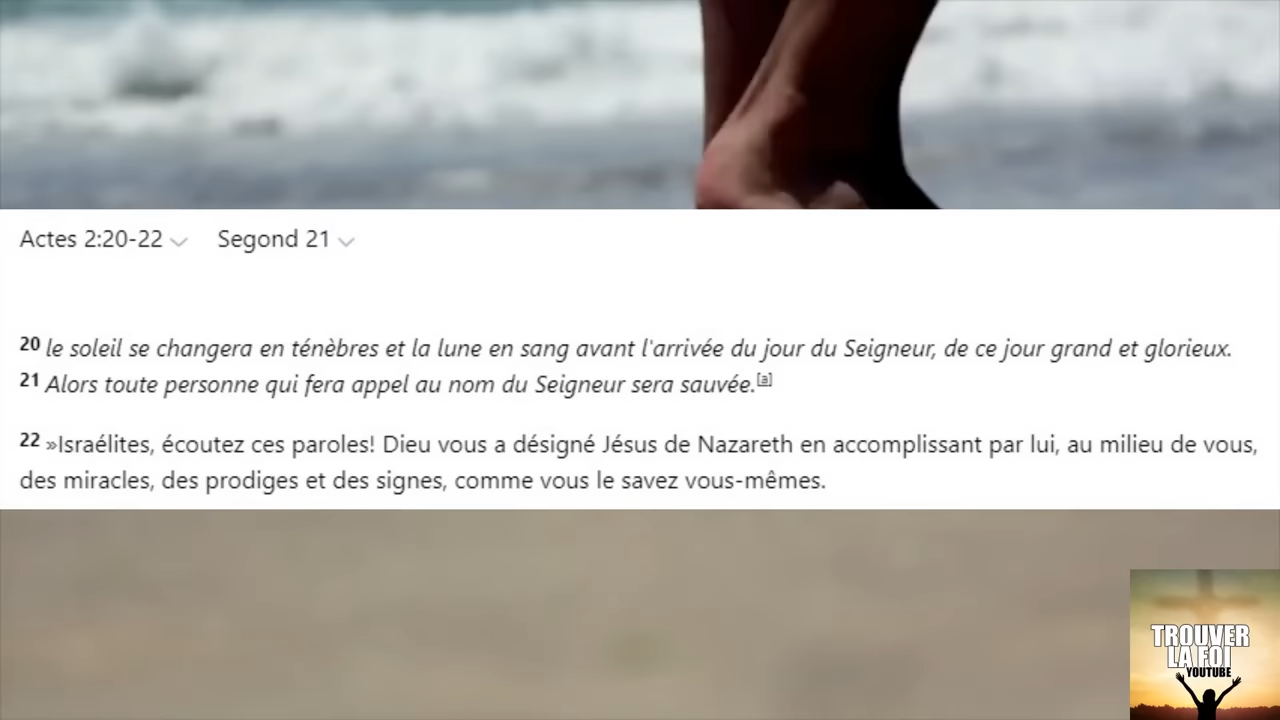 Actes 2:20-22 Segond 21
20 le soleil se changera en ténèbres et la lune en sang avant l'arrivée du jour du Seigneur, de ce jour grand et glorieux.
21 Alors toute personne qui fera appel au nom du Seigneur sera sauvée.[a]
22 »Israélites, écoutez ces paroles! Dieu vous a désigné Jésus de Nazareth en accomplissant par lui, au milieu de vous,
des miracles, des prodiges et des signes, comme vous le savez vous-mêmes.
TROUVER
LA FOI
YOUTUBE